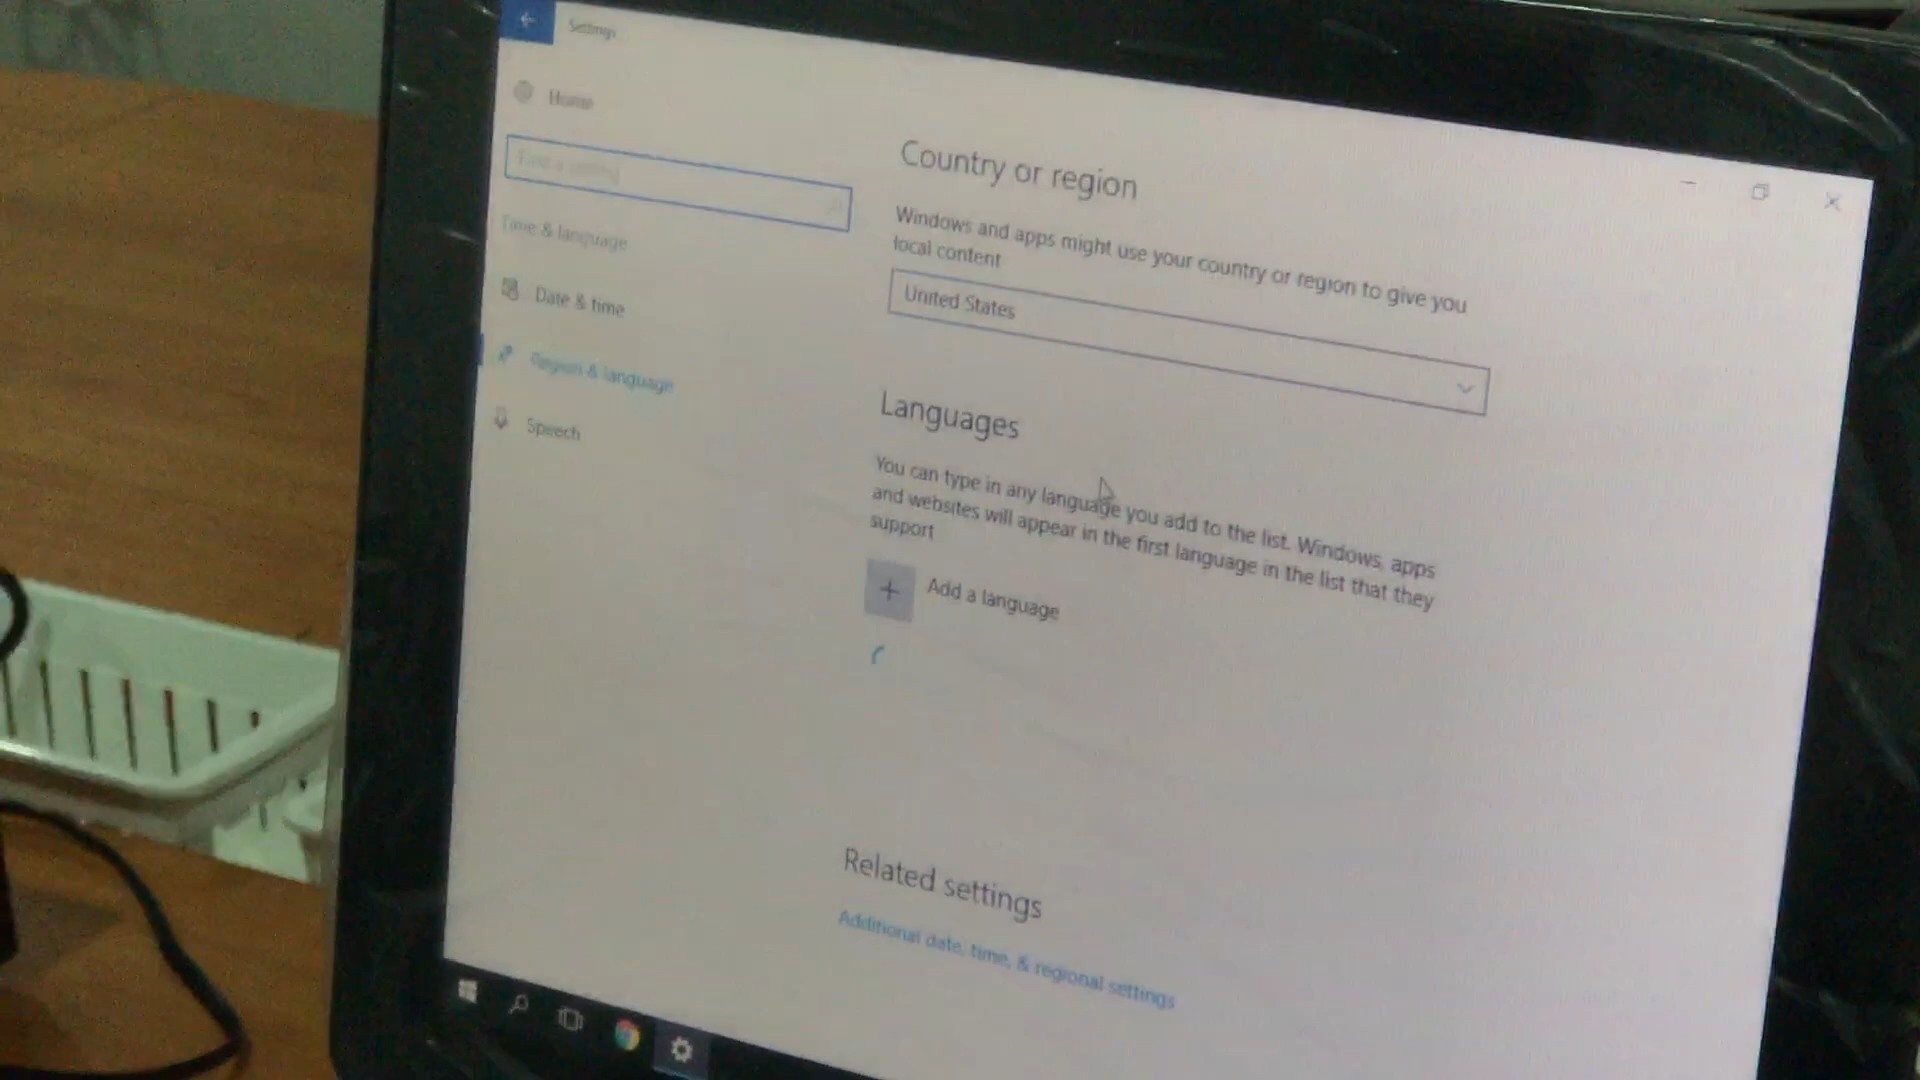 Settings
Home
Find a setting
Time & language
Date & time
Region & language
Speech
Country or region
Windows and apps might use your country or region to give you
local content
United States
Languages
You can type in any language you add to the list. Windows, apps
and websites will appear in the first language in the list that they
support
Add a language
Related settings
Additional date, time, & regional settings